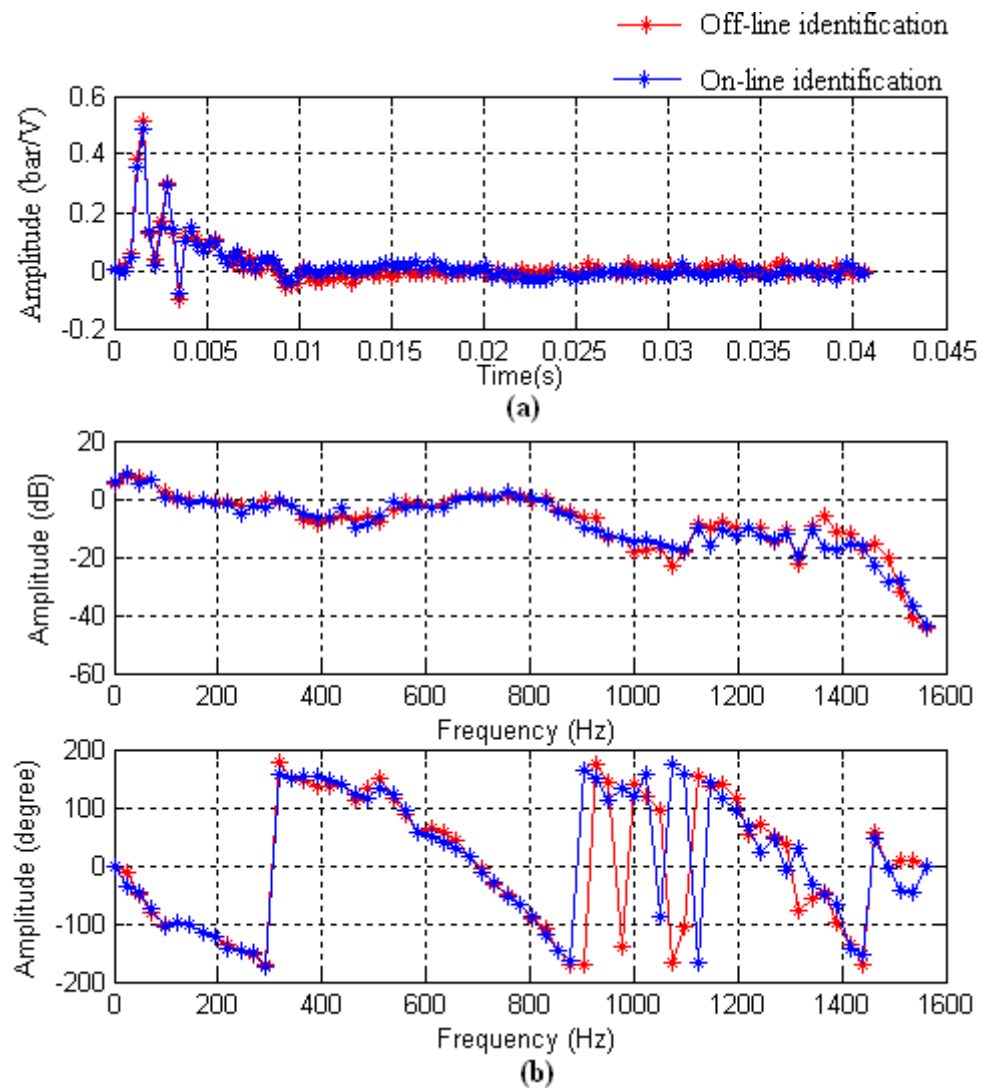 Off-line identification
On-line identification
Amplitude (bar/V)
0.6
0.4
0.2
0
-0.2
0 0.005 0.01 0.015 0.02 0.025 0.03 0.035 0.04 0.045
Time(s)
(a)
Amplitude (dB)
20
0
-20
-40
-60
0 200 400 600 800 1000 1200 1400 1600
Frequency (Hz)
Amplitude (degree)
200
100
0
-100
-200
0 200 400 600 800 1000 1200 1400 1600
Frequency (Hz)
(b)